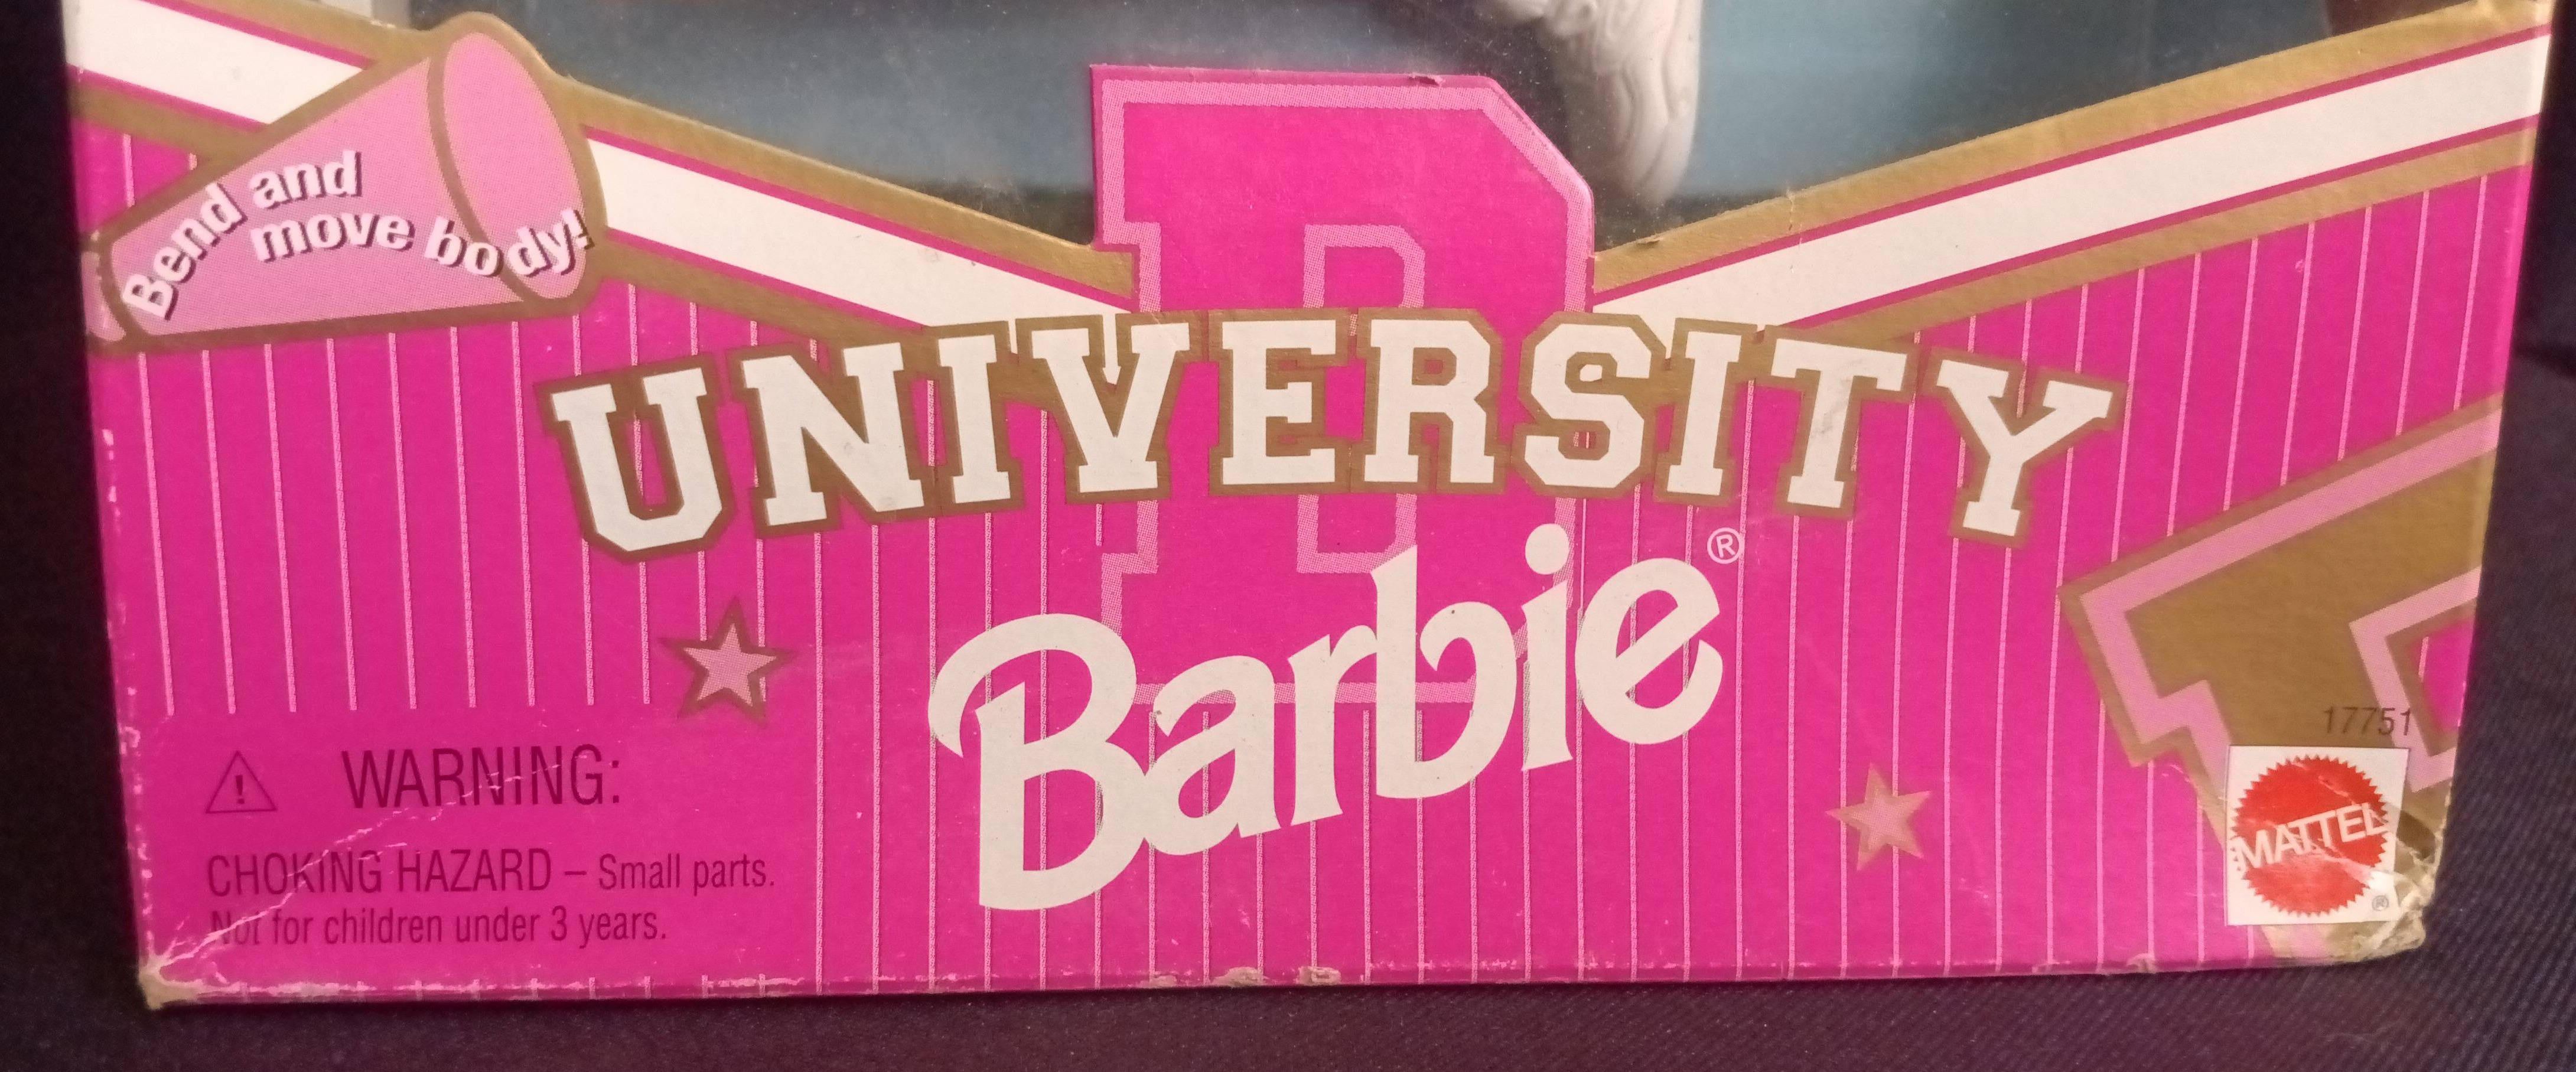 Bend and
move body!
B
UNIVERSITY
Barbie®
⚠ WARNING:
CHOKING HAZARD – Small parts.
Not for children under 3 years.
17751
MATTEL®